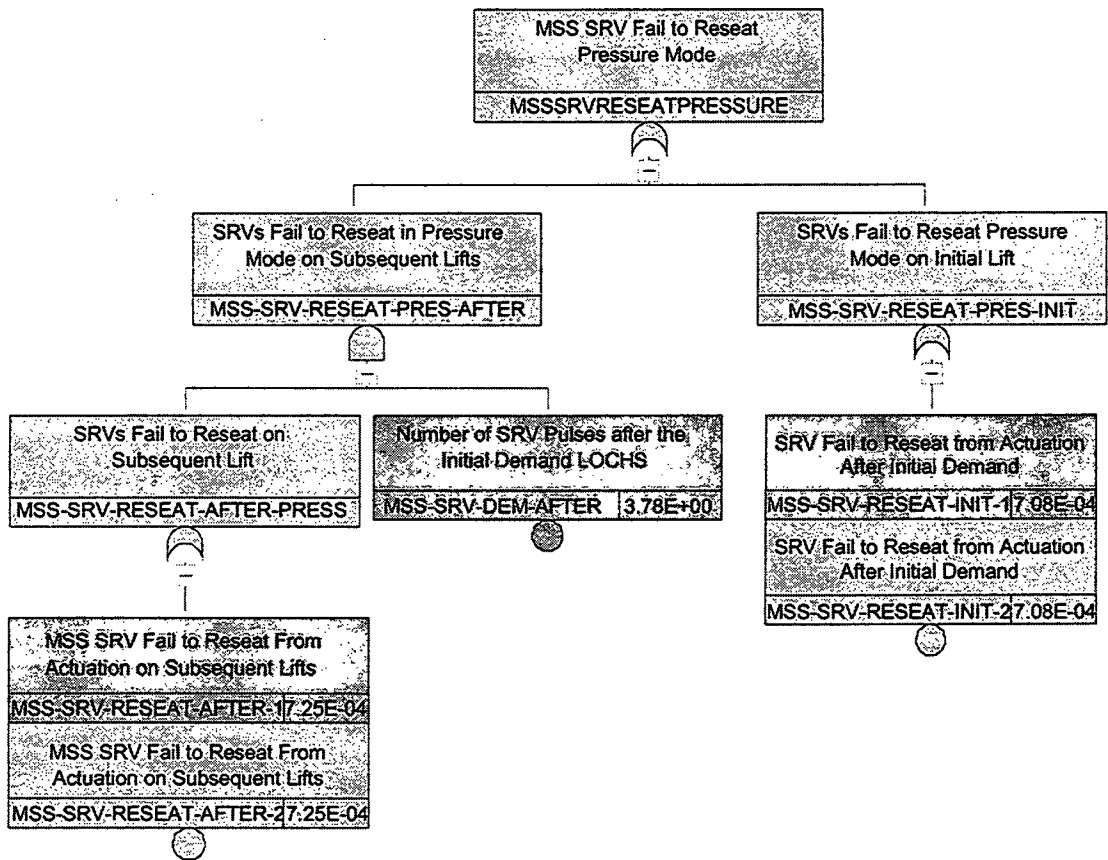 MSS SRV Fail to Reseat
Pressure Mode
MSSSRVRESEATPRESSURE
SRVs Fail to Reseat in Pressure
Mode on Subsequent Lifts
MSS-SRV-RESEAT-PRES-AFTER
SRVs Fail to Reseat Pressure
Mode on Initial Lift
MSS-SRV-RESEAT-PRES-INIT
SRVs Fail to Reseat on
Subsequent Lift
MSS-SRV-RESEAT-AFTER-PRESS
Number of SRV Pulses after the
Initial Demand LOCHS
MSS-SRV-DEM-AFTER 3.78E+00
SRV Fail to Reseat from Actuation
After Initial Demand
MSS-SRV-RESEAT-INIT-1 7.08E-04
SRV Fail to Reseat from Actuation
After Initial Demand
MSS-SRV-RESEAT-INIT-2 7.08E-04
MSS SRV Fail to Reseat From
Actuation on Subsequent Lifts
MSS-SRV-RESEAT-AFTER-1 7.25E-04
MSS SRV Fail to Reseat From
Actuation on Subsequent Lifts
MSS-SRV-RESEAT-AFTER-2 7.25E-04